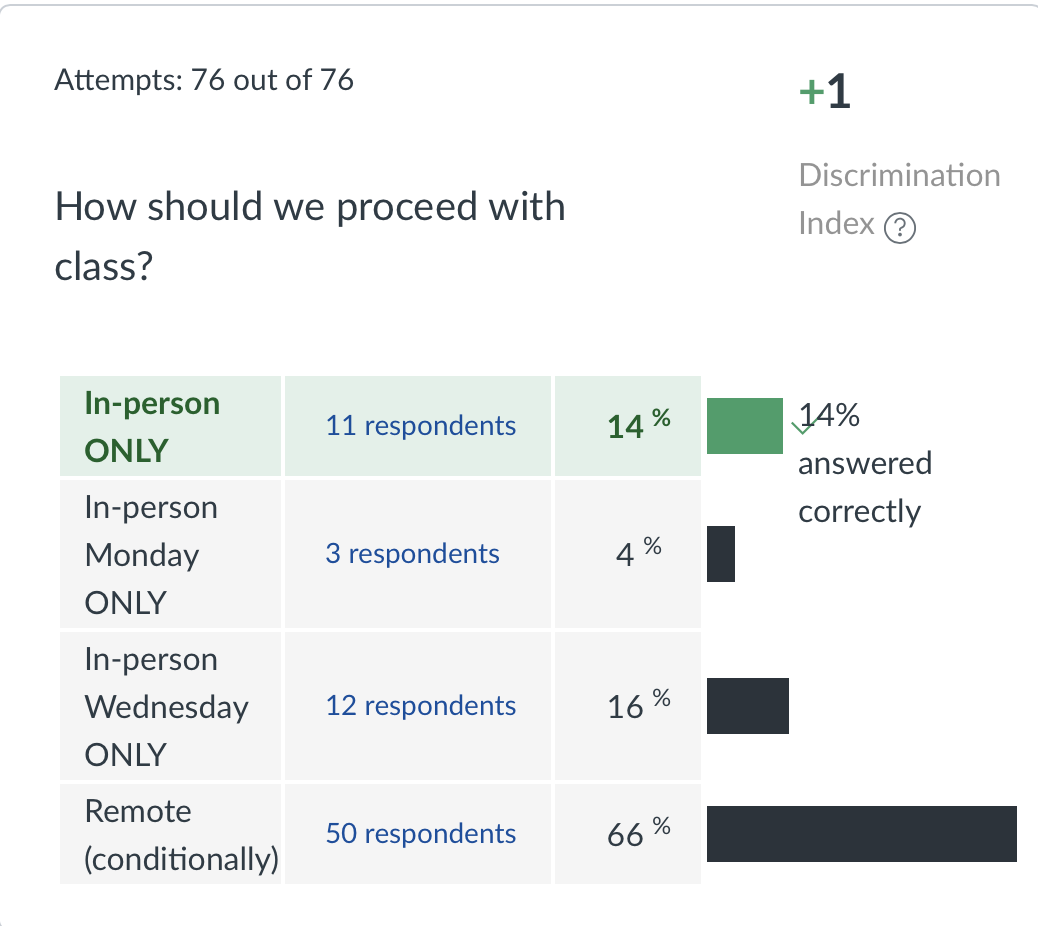 Attempts: 76 out of 76
+1
Discrimination
Index ?
How should we proceed with
class?
In-person
ONLY
11 respondents
14 %
14%
answered
correctly
In-person
Monday
ONLY
3 respondents
4 %
In-person
Wednesday
ONLY
12 respondents
16 %
Remote
(conditionally)
50 respondents
66 %